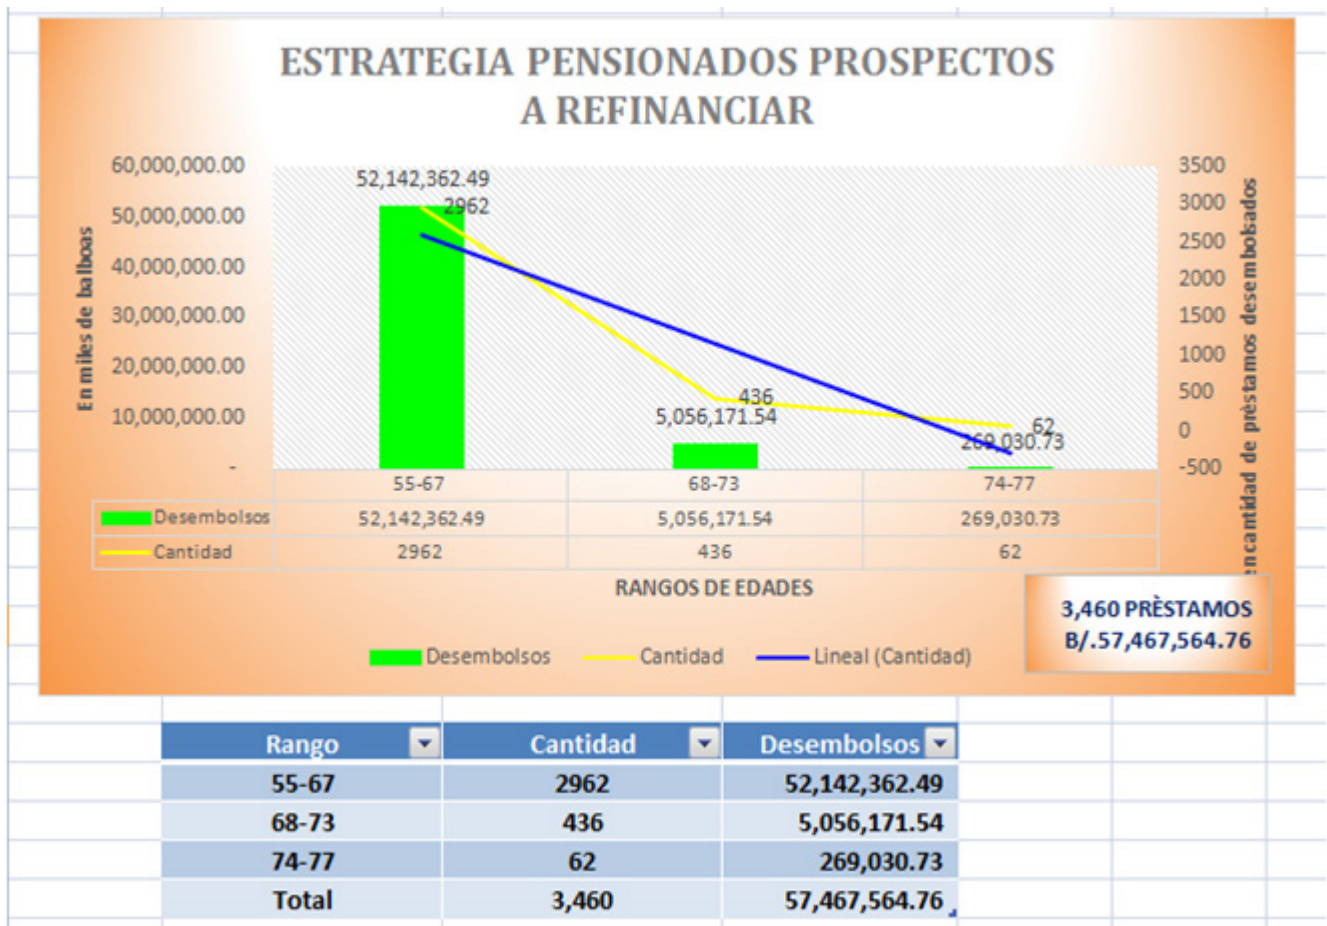 ESTRATEGIA PENSIONADOS PROSPECTOS
A REFINANCIAR
60,000,000.00
50,000,000.00
40,000,000.00
30,000,000.00
20,000,000.00
10,000,000.00
-
En miles de balboas
52,142,362.49
2962
436
5,056,171.54
62
269,030.73
3500
3000
2500
2000
1500
1000
500
0
-500
encantidad de prèstamos desembolsados
55-67 68-73 74-77
Desembolsos 52,142,362.49 5,056,171.54 269,030.73
Cantidad 2962 436 62
RANGOS DE EDADES
3,460 PRÈSTAMOS
B/.57,467,564.76
Desembolsos Cantidad Lineal (Cantidad)
Rango Cantidad Desembolsos
55-67 2962 52,142,362.49
68-73 436 5,056,171.54
74-77 62 269,030.73
Total 3,460 57,467,564.76